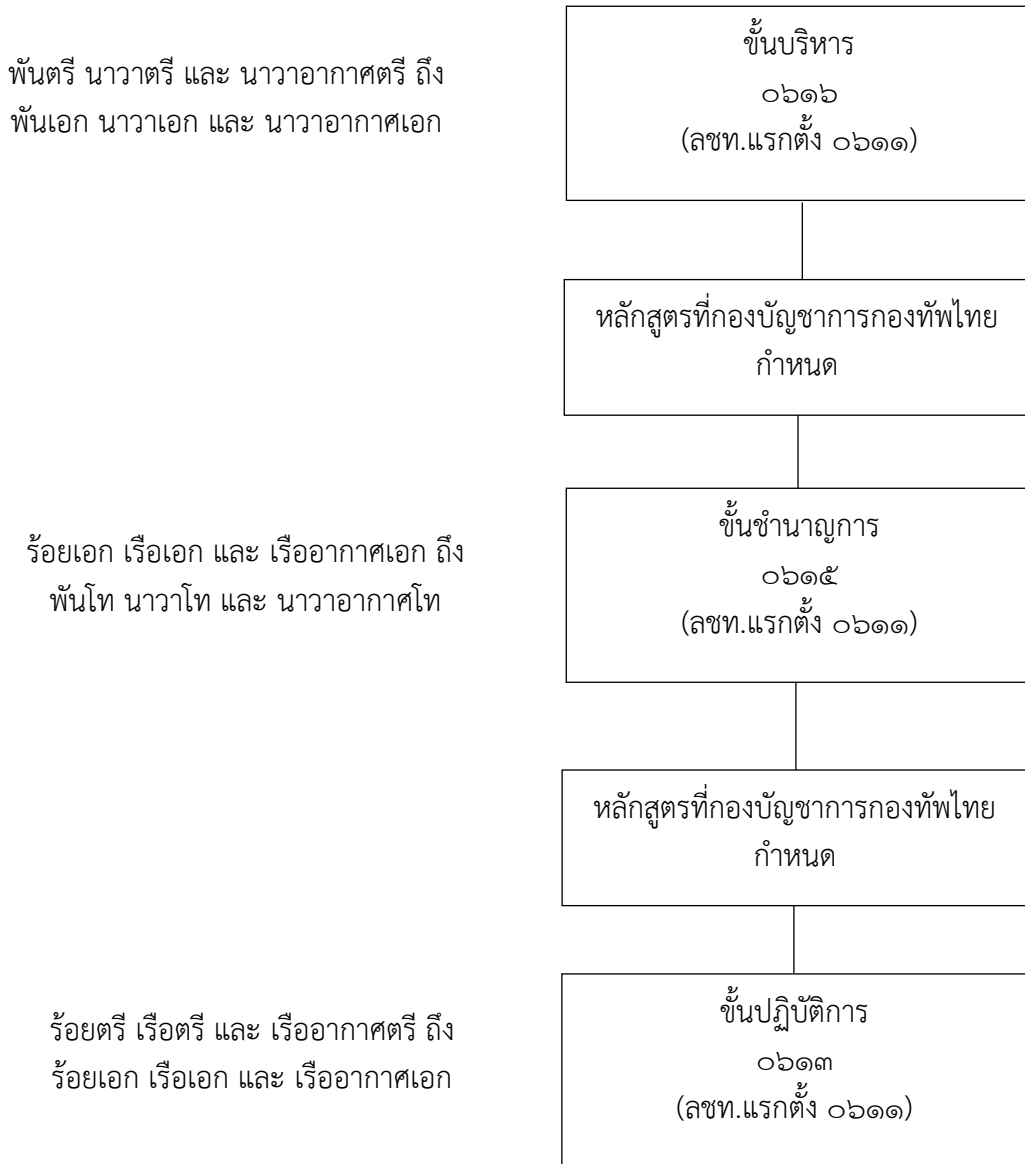 ขั้นบริหาร
๐๖๑๖
(ลชท.แรกตั้ง ๐๖๑๑)
พันตรี นาวาตรี และ นาวาอากาศตรี ถึง
พันเอก นาวาเอก และ นาวาอากาศเอก
หลักสูตรที่กองบัญชาการกองทัพไทย
กำหนด
ขั้นชำนาญการ
๐๖๑๕
(ลชท.แรกตั้ง ๐๖๑๑)
ร้อยเอก เรือเอก และ เรืออากาศเอก ถึง
พันโท นาวาโท และ นาวาอากาศโท
หลักสูตรที่กองบัญชาการกองทัพไทย
กำหนด
ขั้นปฏิบัติการ
๐๖๑๓
(ลชท.แรกตั้ง ๐๖๑๑)
ร้อยตรี เรือตรี และ เรืออากาศตรี ถึง
ร้อยเอก เรือเอก และ เรืออากาศเอก